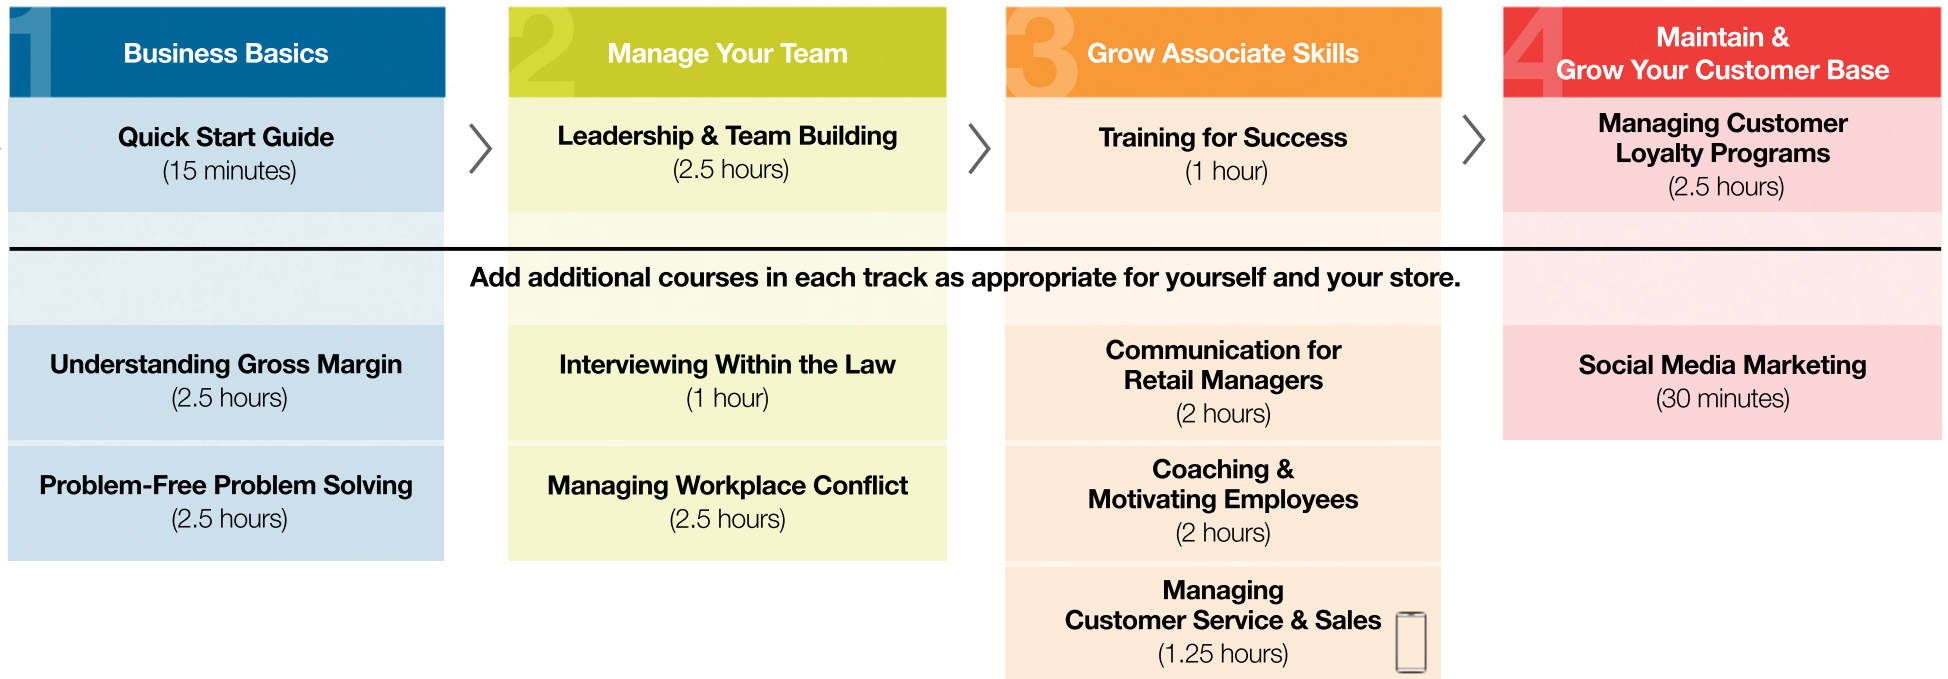 1
Business Basics
Quick Start Guide
(15 minutes)
2
Manage Your Team
Leadership & Team Building
(2.5 hours)
3
Grow Associate Skills
Training for Success
(1 hour)
4
Maintain &
Grow Your Customer Base
Managing Customer
Loyalty Programs
(2.5 hours)
Add additional courses in each track as appropriate for yourself and your store.
Understanding Gross Margin
(2.5 hours)
Problem-Free Problem Solving
(2.5 hours)
Interviewing Within the Law
(1 hour)
Managing Workplace Conflict
(2.5 hours)
Communication for
Retail Managers
(2 hours)
Coaching &
Motivating Employees
(2 hours)
Managing
Customer Service & Sales
(1.25 hours)
Social Media Marketing
(30 minutes)